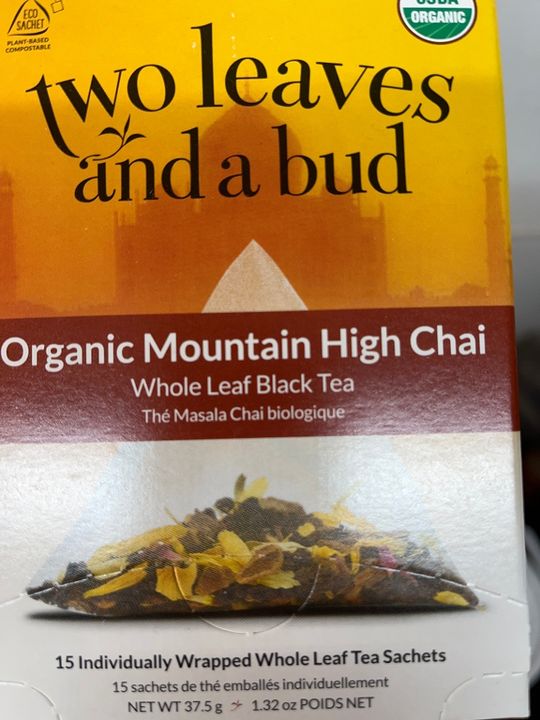 ECO
SACHET
PLANT-BASED
COMPOSTABLE
USDA
ORGANIC
two leaves
and a bud
Organic Mountain High Chai
Whole Leaf Black Tea
Thé Masala Chai biologique
15 Individually Wrapped Whole Leaf Tea Sachets
15 sachets de thé emballés individuellement
NET WT 37.5 g 1.32 oz POIDS NET